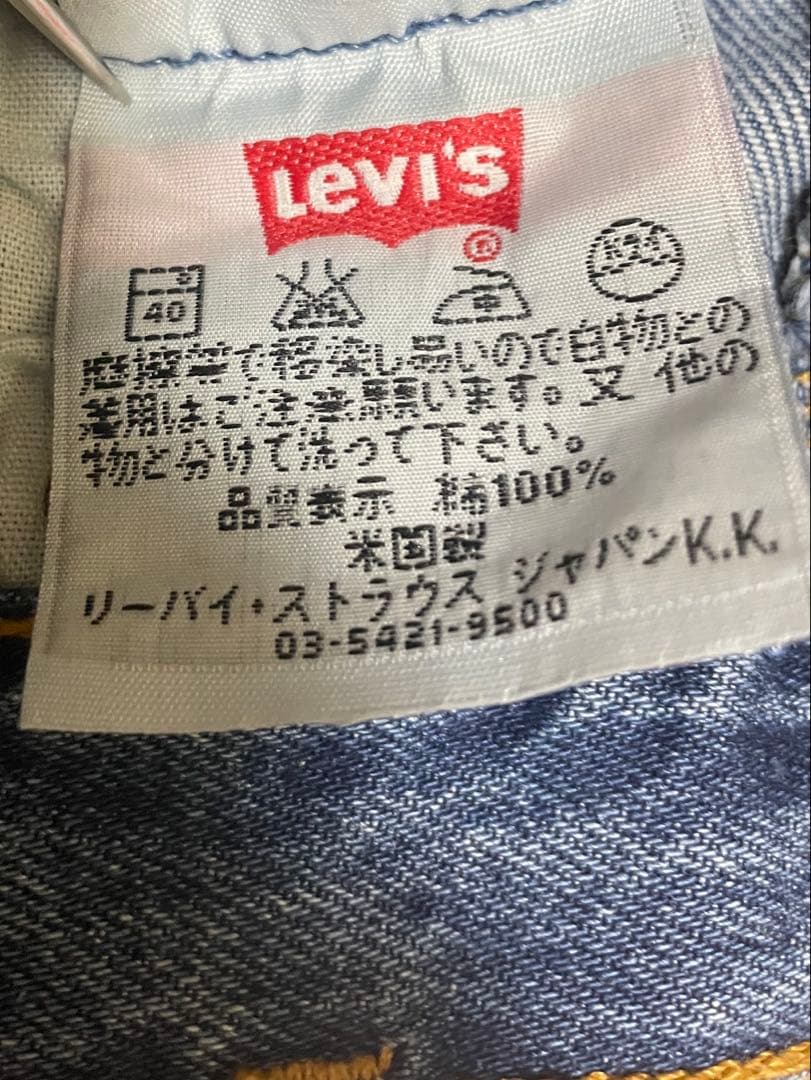 LEVI'S
®
40
摩擦等で移染し易いので白物との
着用はご注意願います。又 他の
物と分けて洗って下さい。
品質表示 綿100%
米国製
リーバイ・ストラウス ジャパンK.K.
03-5421-9500